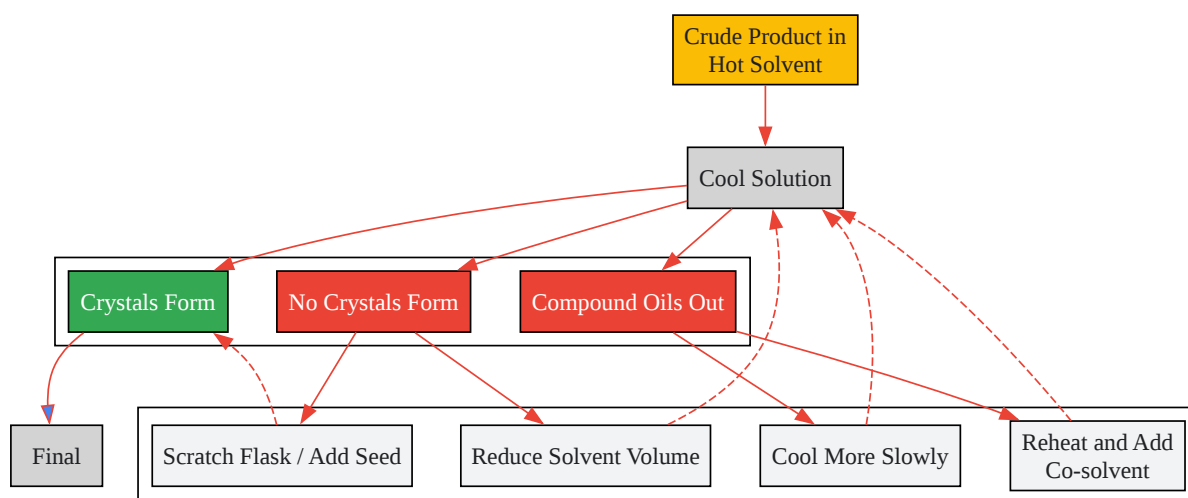 Crude Product in
Hot Solvent
Cool Solution
Crystals Form
No Crystals Form
Compound Oils Out
Final
Scratch Flask / Add Seed
Reduce Solvent Volume
Cool More Slowly
Reheat and Add
Co-solvent